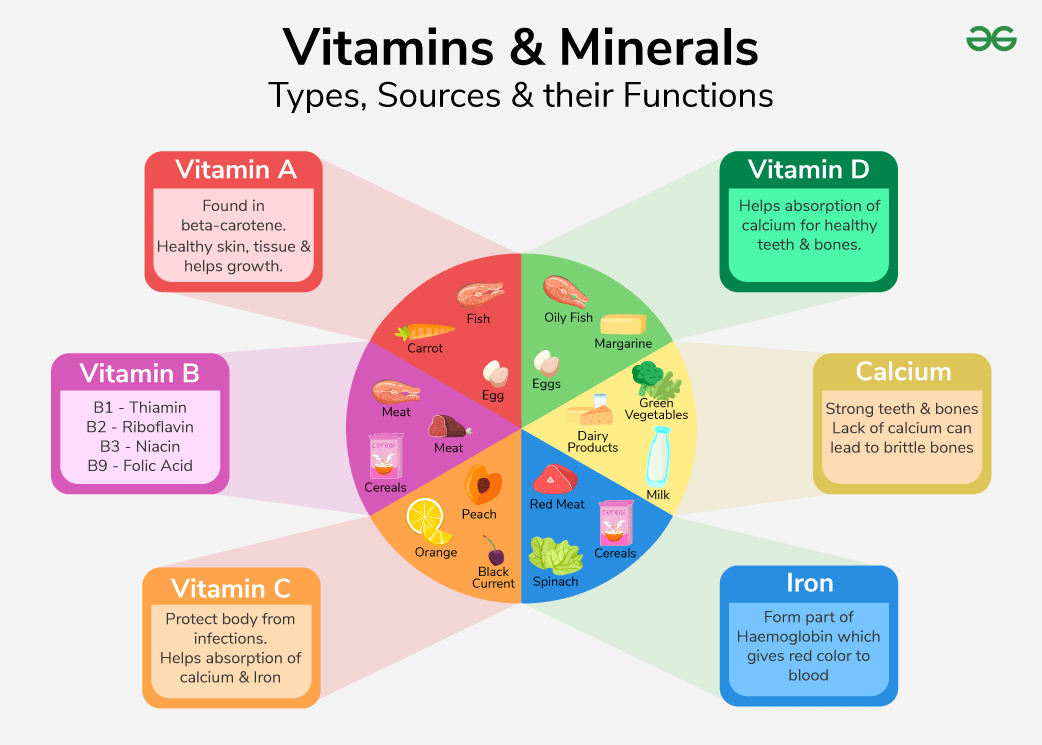 Vitamins & Minerals
Types, Sources & their Functions
Vitamin A
Found in
beta-carotene.
Healthy skin, tissue &
helps growth.
Vitamin D
Helps absorption of
calcium for healthy
teeth & bones.
Vitamin B
B1 - Thiamin
B2 - Riboflavin
B3 - Niacin
B9 - Folic Acid
Calcium
Strong teeth & bones
Lack of calcium can
lead to brittle bones
Vitamin C
Protect body from
infections.
Helps absorption of
calcium & Iron
Iron
Form part of
Haemoglobin which
gives red color to
blood
Fish
Carrot
Egg
Oily Fish
Margarine
Eggs
Meat
Meat
cereal
Cereals
Green
Vegetables
Dairy
Products
Milk
Peach
Orange
Black
Current
Red Meat
cereal
Cereals
Spinach